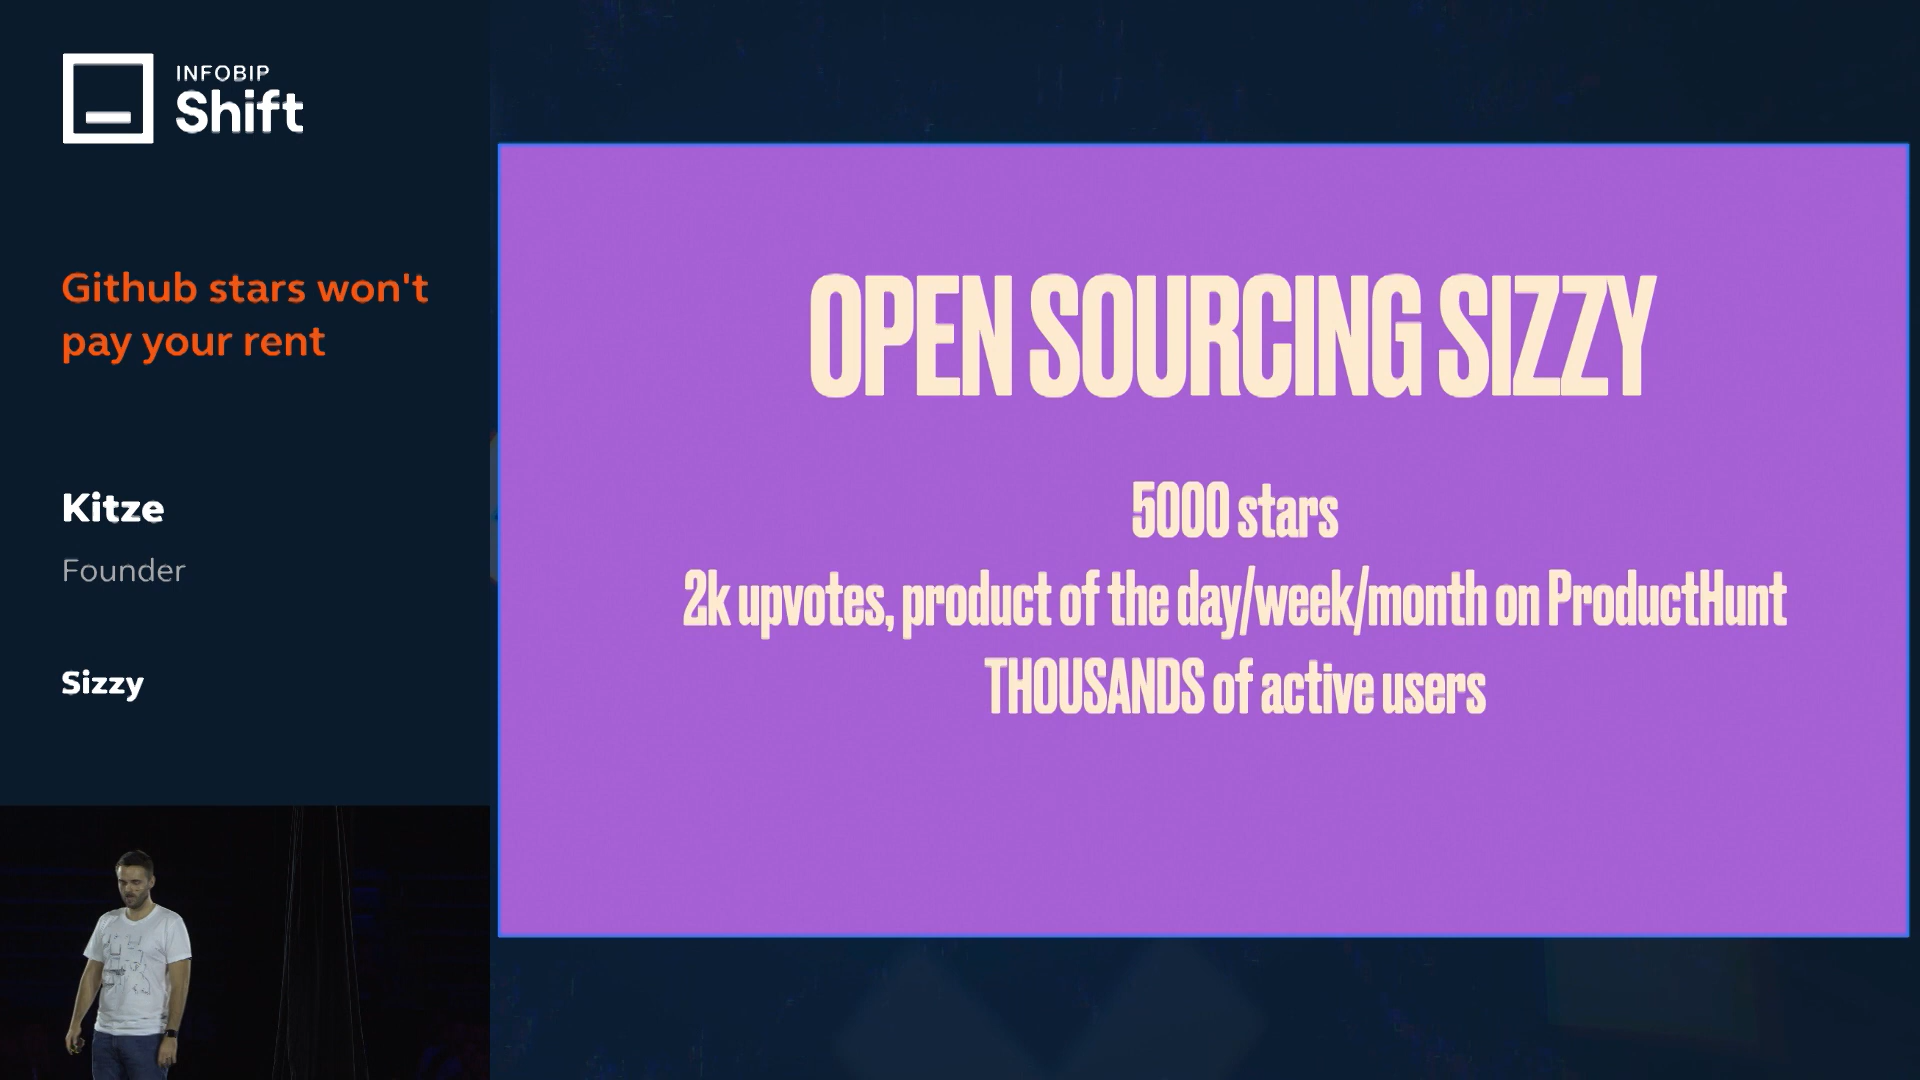 INFOBIP
Shift
Github stars won't
pay your rent
Kitze
Founder
Sizzy
OPEN SOURCING SIZZY
5000 stars
2k upvotes, product of the day/week/month on ProductHunt
THOUSANDS of active users